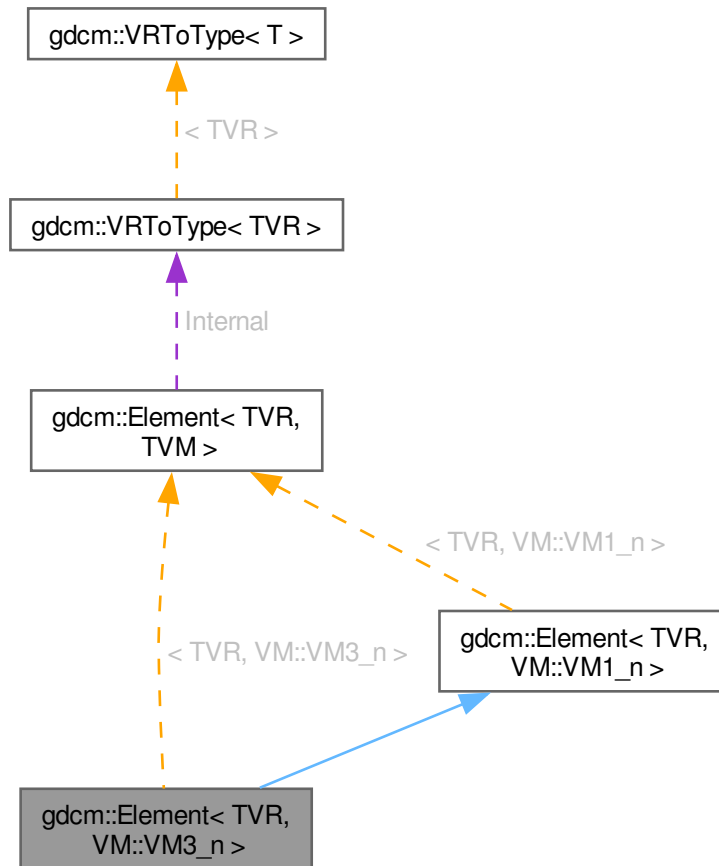 gdcm::VRToType< T >
< TVR >
gdcm::VRToType< TVR >
Internal
gdcm::Element< TVR,
TVM >
< TVR, VM::VM1_n >
< TVR, VM::VM3_n >
gdcm::Element< TVR,
VM::VM1_n >
gdcm::Element< TVR,
VM::VM3_n >